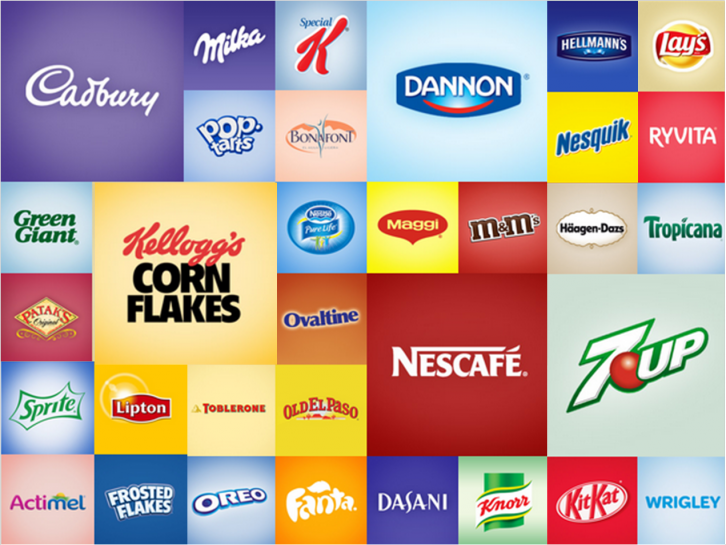 Cadbury
Milka
Special
K
DANNON®
HELLMANN'S
Lay's
Pop.
tarts
BONAFONT
Nesquik
RYVITA
Green
Giant®
Kellogg's
CORN
FLAKES
Nestlé
Pure Life
Maggi
m&m's
Häagen-Dazs
Tropicana
PATAK'S
Original
Ovaltine
NESCAFÉ®
7UP
Sprite
Lipton
TOBLERONE
OLD EL PASO
Actimel
FROSTED
FLAKES
OREO
Fanta
DASANI
Knorr
KitKat
WRIGLEY